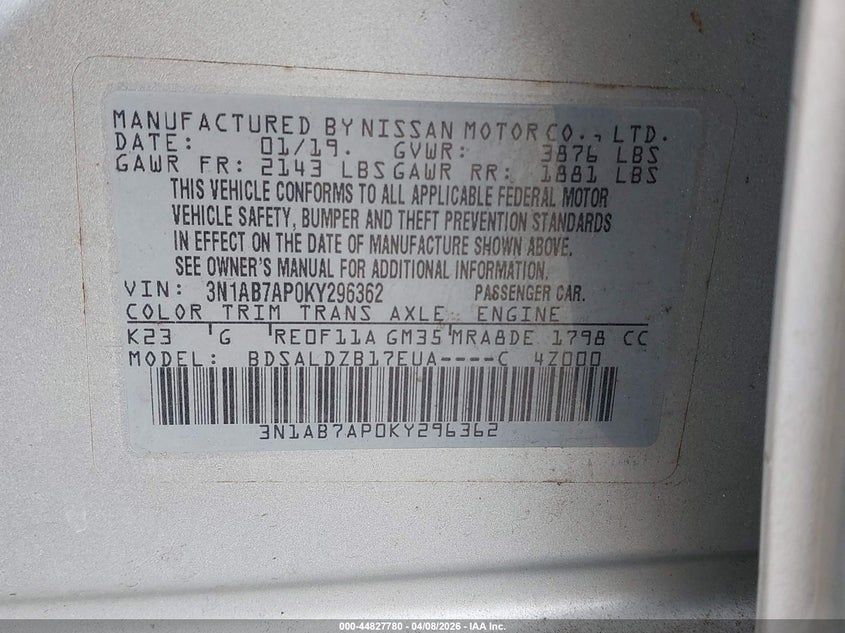 MANUFACTURED BY NISSAN MOTOR CO., LTD.
DATE: 01/19. GVWR: 3876 LBS
GAWR FR: 2143 LBS GAWR RR: 1881 LBS
THIS VEHICLE CONFORMS TO ALL APPLICABLE FEDERAL MOTOR
VEHICLE SAFETY, BUMPER AND THEFT PREVENTION STANDARDS
IN EFFECT ON THE DATE OF MANUFACTURE SHOWN ABOVE.
SEE OWNER'S MANUAL FOR ADDITIONAL INFORMATION.
VIN: 3N1AB7AP0KY296362 PASSENGER CAR.
COLOR TRIM TRANS AXLE ENGINE
K23 G RE0F11A GM35 MRA8DE 1798 CC
MODEL: BDSALDZB17EUA----C 4Z000
3N1AB7AP0KY296362
000-44827780 - 04/08/2026 - IAA Inc.